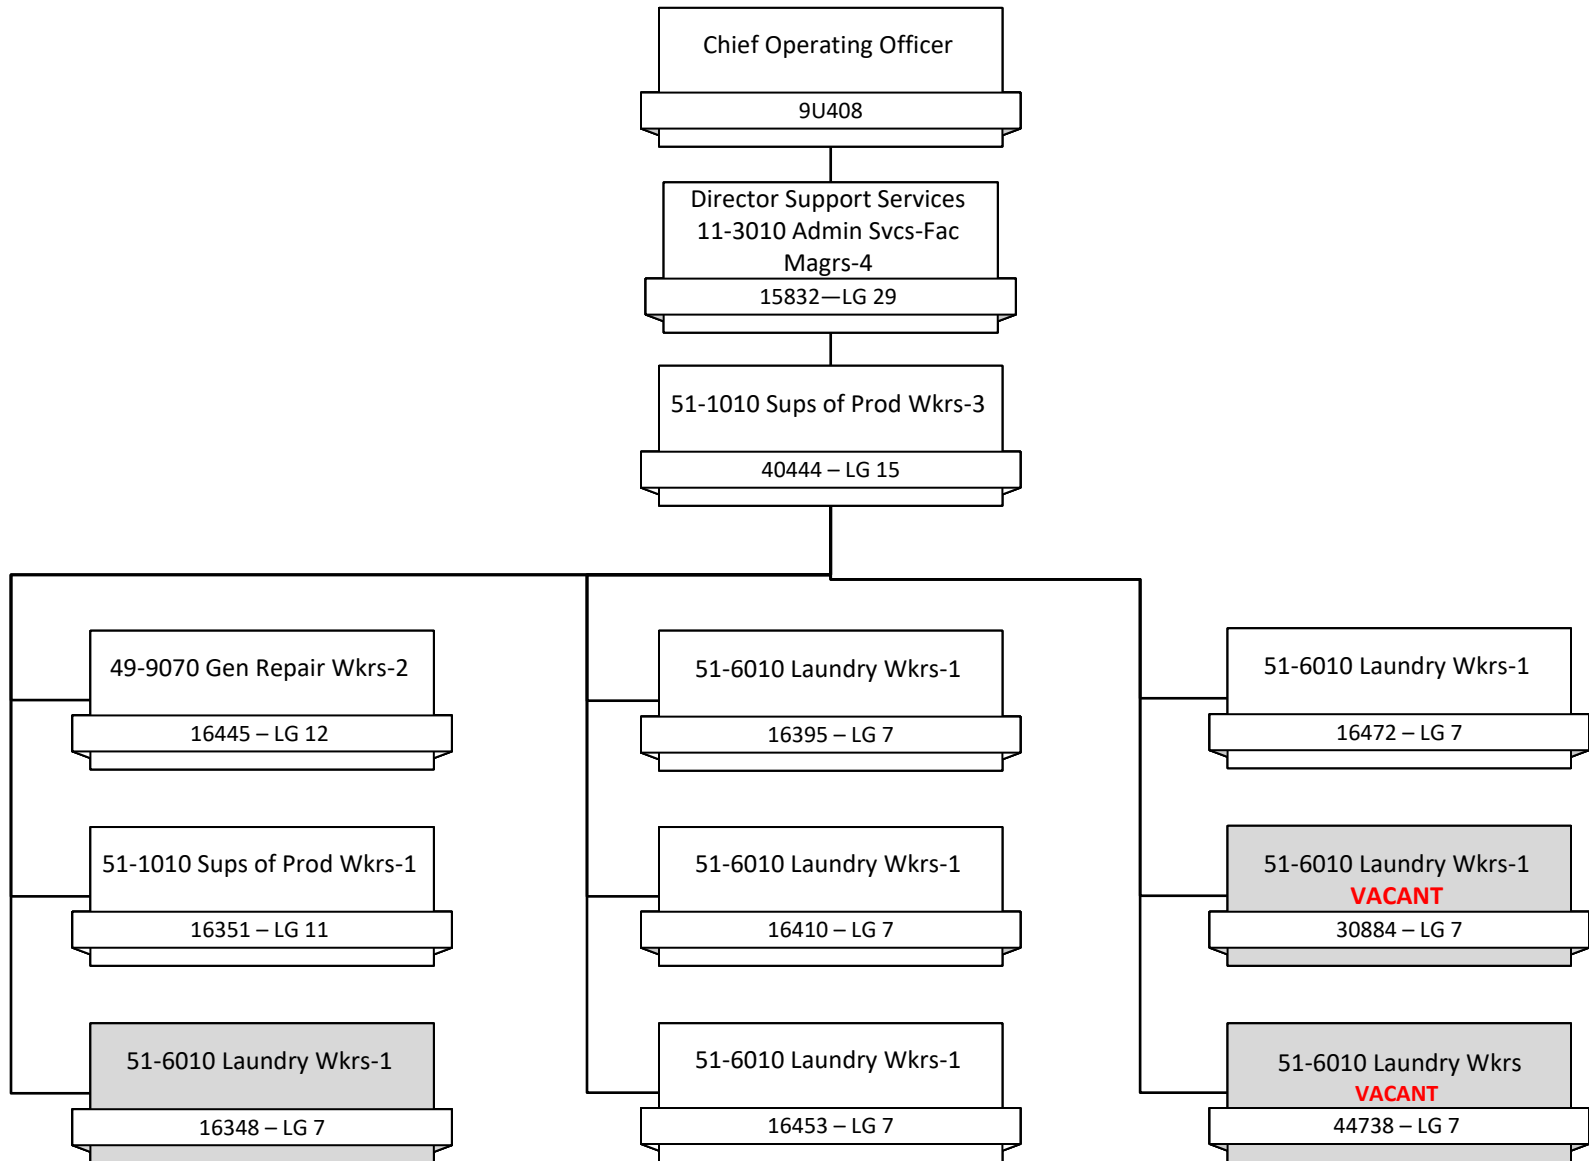 Chief Operating Officer
9U408
Director Support Services
11-3010 Admin Svcs-Fac
Magrs-4
15832—LG 29
51-1010 Sups of Prod Wkrs-3
40444 – LG 15
49-9070 Gen Repair Wkrs-2
16445 – LG 12
51-6010 Laundry Wkrs-1
16395 – LG 7
51-6010 Laundry Wkrs-1
16472 – LG 7
51-1010 Sups of Prod Wkrs-1
16351 – LG 11
51-6010 Laundry Wkrs-1
16410 – LG 7
51-6010 Laundry Wkrs-1
VACANT
30884 – LG 7
51-6010 Laundry Wkrs-1
16348 – LG 7
51-6010 Laundry Wkrs-1
16453 – LG 7
51-6010 Laundry Wkrs
VACANT
44738 – LG 7